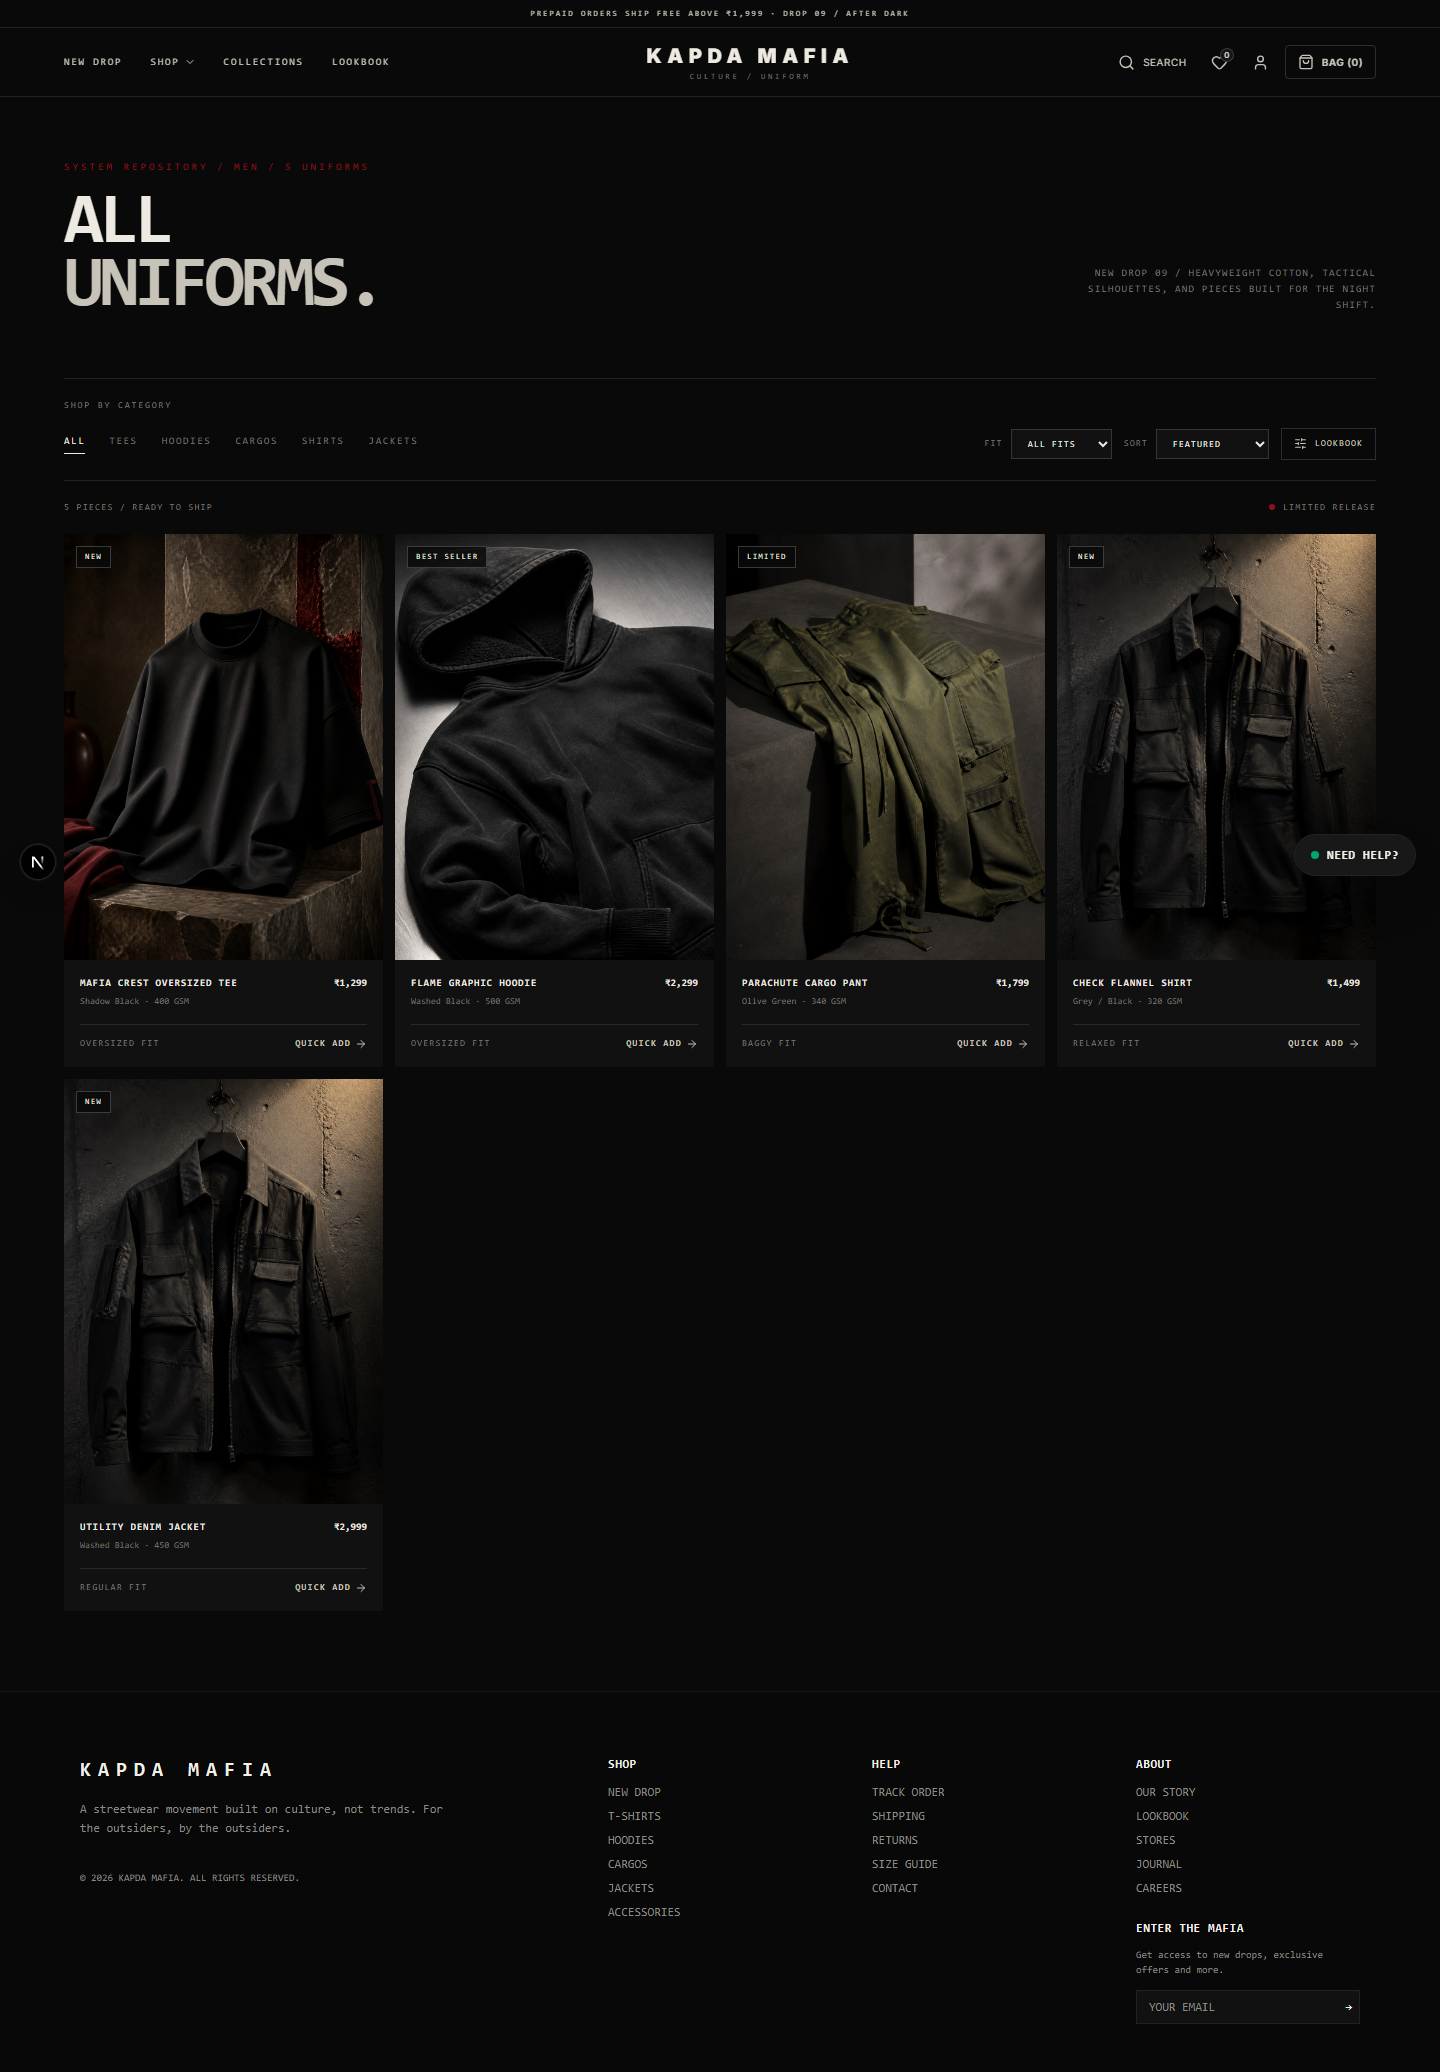 PREPAID ORDERS SHIP FREE ABOVE ₹1,999 · DROP 09 / AFTER DARK
NEW DROP
SHOP
COLLECTIONS
LOOKBOOK
KAPDA MAFIA
CULTURE / UNIFORM
SEARCH
0
BAG (0)
SYSTEM REPOSITORY / MEN / 5 UNIFORMS
ALL
UNIFORMS.
NEW DROP 09 / HEAVYWEIGHT COTTON, TACTICAL
SILHOUETTES, AND PIECES BUILT FOR THE NIGHT
SHIFT.
SHOP BY CATEGORY
ALL
TEES
HOODIES
CARGOS
SHIRTS
JACKETS
FIT
ALL FITS
SORT
FEATURED
LOOKBOOK
5 PIECES / READY TO SHIP
LIMITED RELEASE
NEW
BEST SELLER
LIMITED
NEW
N
NEED HELP?
MAFIA CREST OVERSIZED TEE
₹1,299
Shadow Black · 400 GSM
OVERSIZED FIT
QUICK ADD →
FLAME GRAPHIC HOODIE
₹2,299
Washed Black · 500 GSM
OVERSIZED FIT
QUICK ADD →
PARACHUTE CARGO PANT
₹1,799
Olive Green · 340 GSM
BAGGY FIT
QUICK ADD →
CHECK FLANNEL SHIRT
₹1,499
Grey / Black · 320 GSM
RELAXED FIT
QUICK ADD →
NEW
UTILITY DENIM JACKET
₹2,999
Washed Black · 450 GSM
REGULAR FIT
QUICK ADD →
KAPDA MAFIA
A streetwear movement built on culture, not trends. For
the outsiders, by the outsiders.
© 2026 KAPDA MAFIA. ALL RIGHTS RESERVED.
SHOP
NEW DROP
T-SHIRTS
HOODIES
CARGOS
JACKETS
ACCESSORIES
HELP
TRACK ORDER
SHIPPING
RETURNS
SIZE GUIDE
CONTACT
ABOUT
OUR STORY
LOOKBOOK
STORES
JOURNAL
CAREERS
ENTER THE MAFIA
Get access to new drops, exclusive
offers and more.
YOUR EMAIL
→